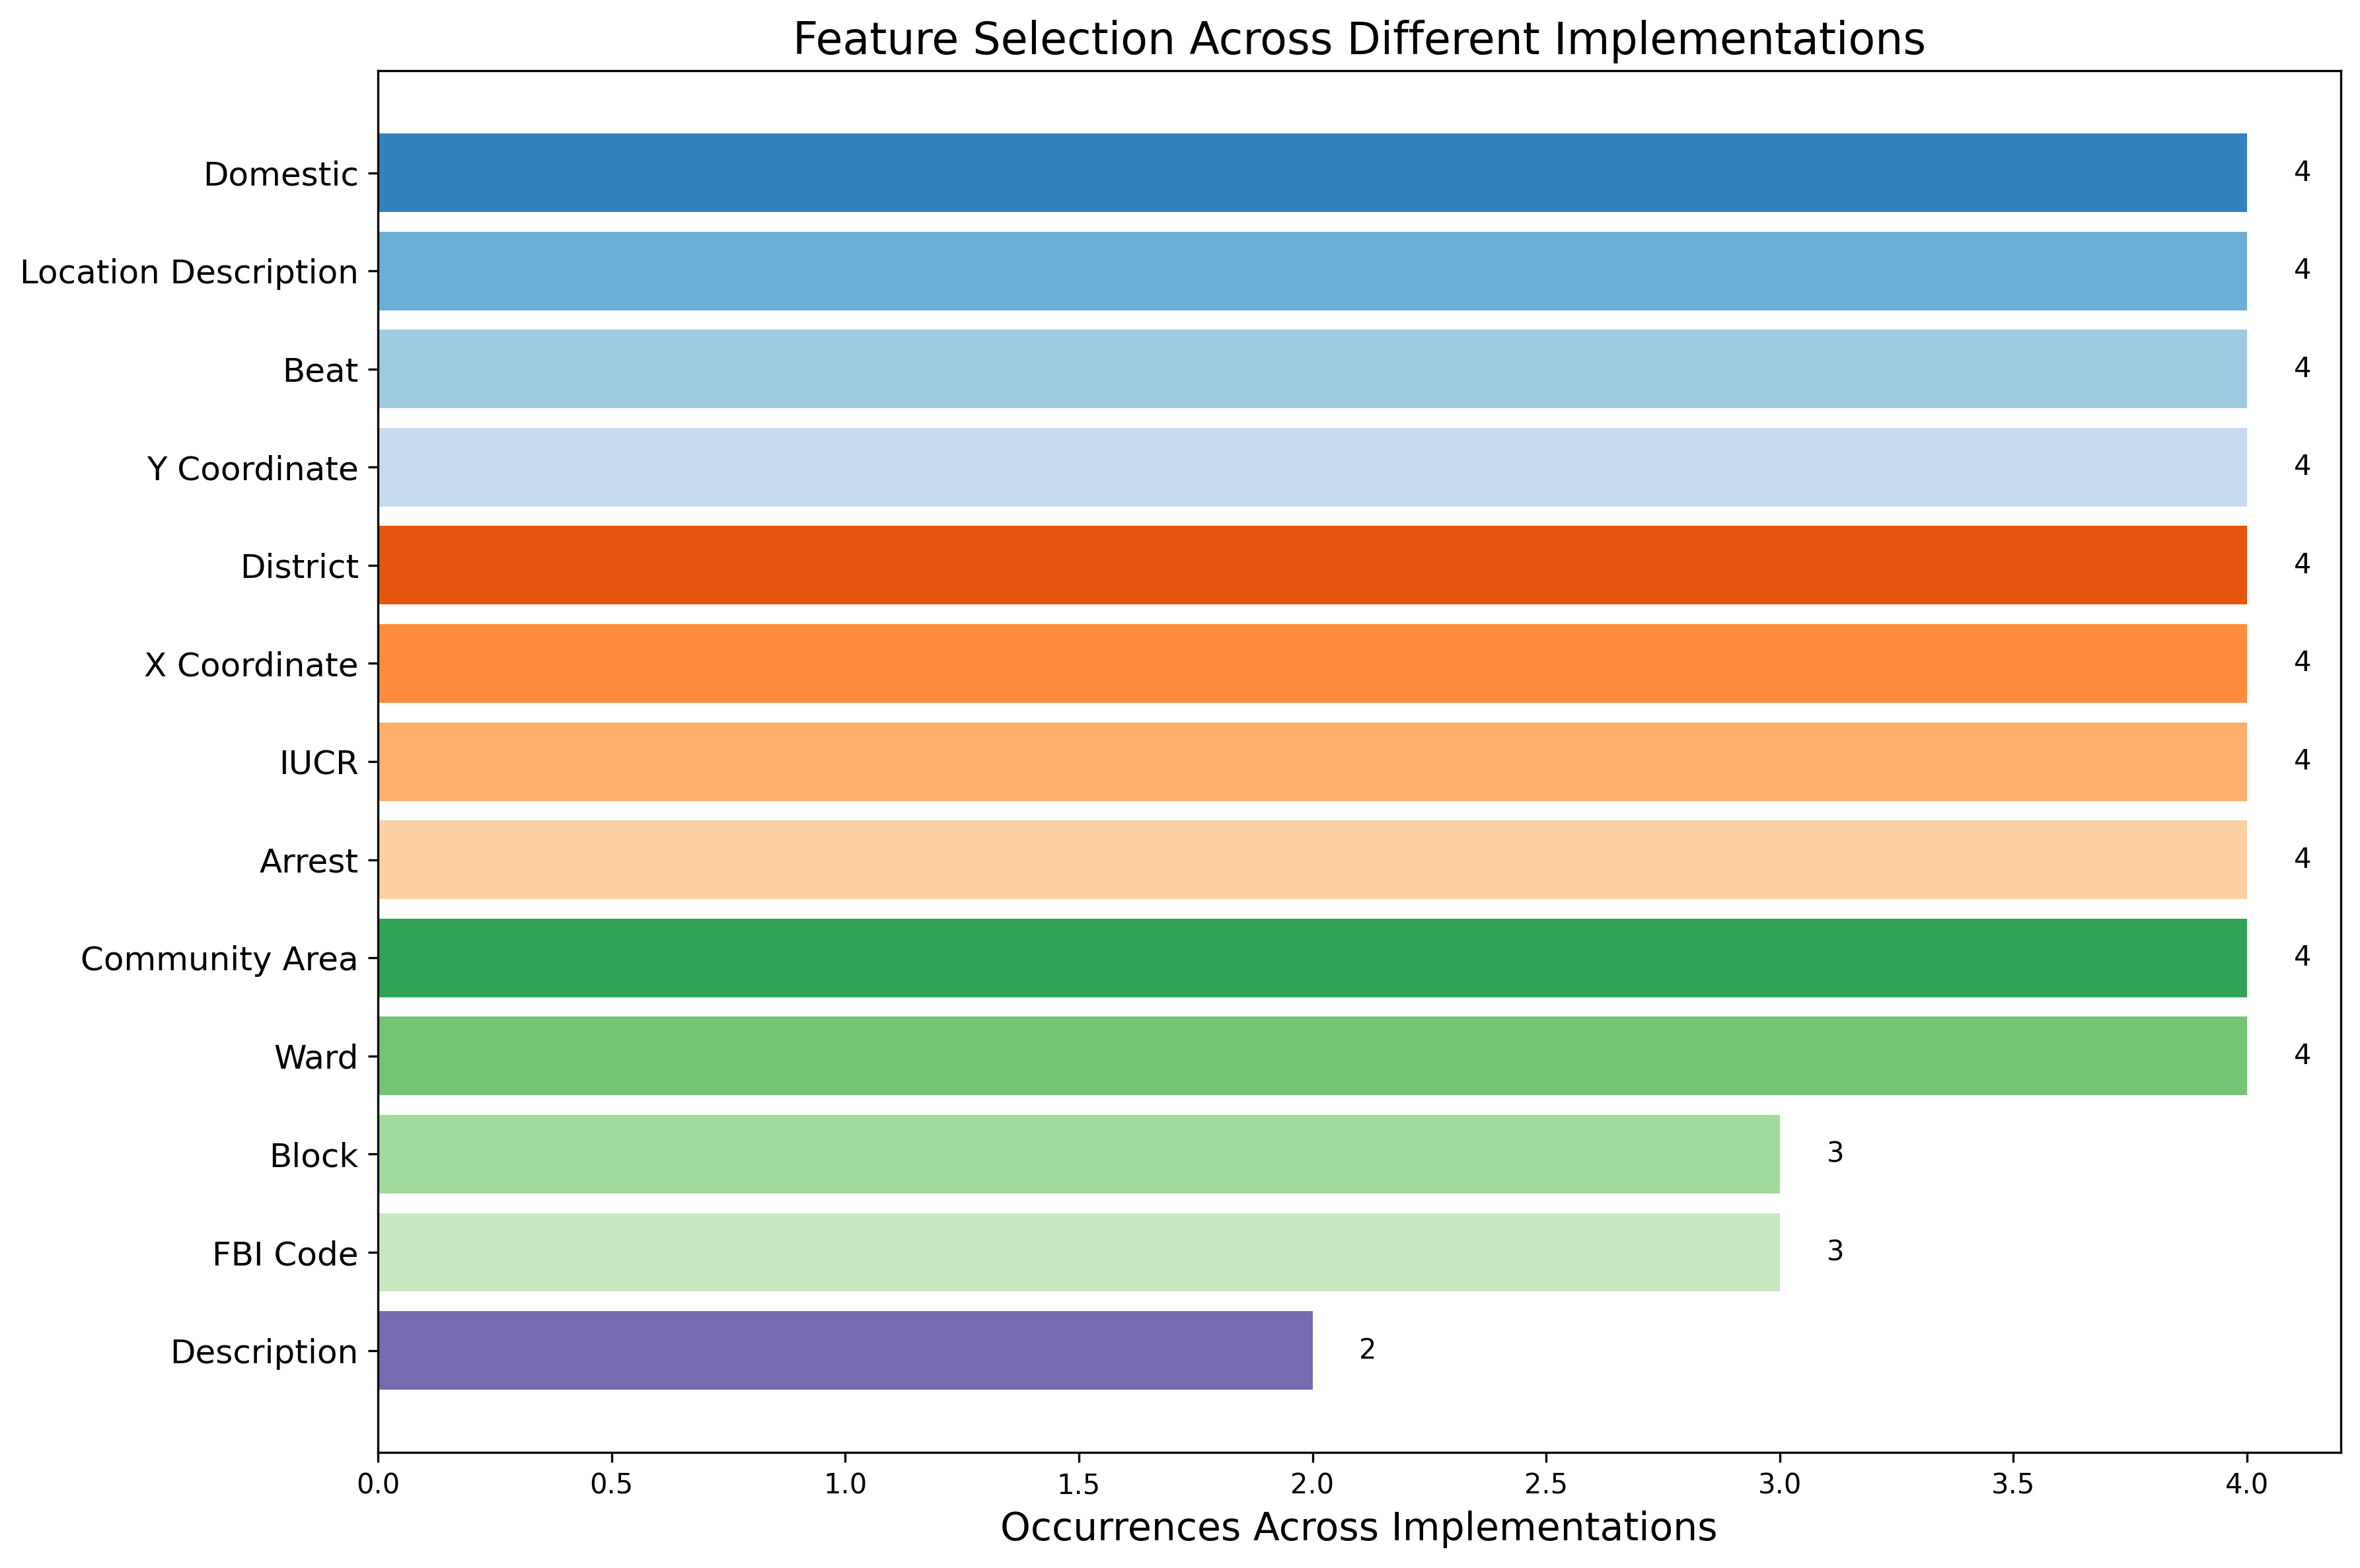 Feature Selection Across Different Implementations
Domestic 4
Location Description 4
Beat 4
Y Coordinate 4
District 4
X Coordinate 4
IUCR 4
Arrest 4
Community Area 4
Ward 4
Block 3
FBI Code 3
Description 2
0.0 0.5 1.0 1.5 2.0 2.5 3.0 3.5 4.0
Occurrences Across Implementations